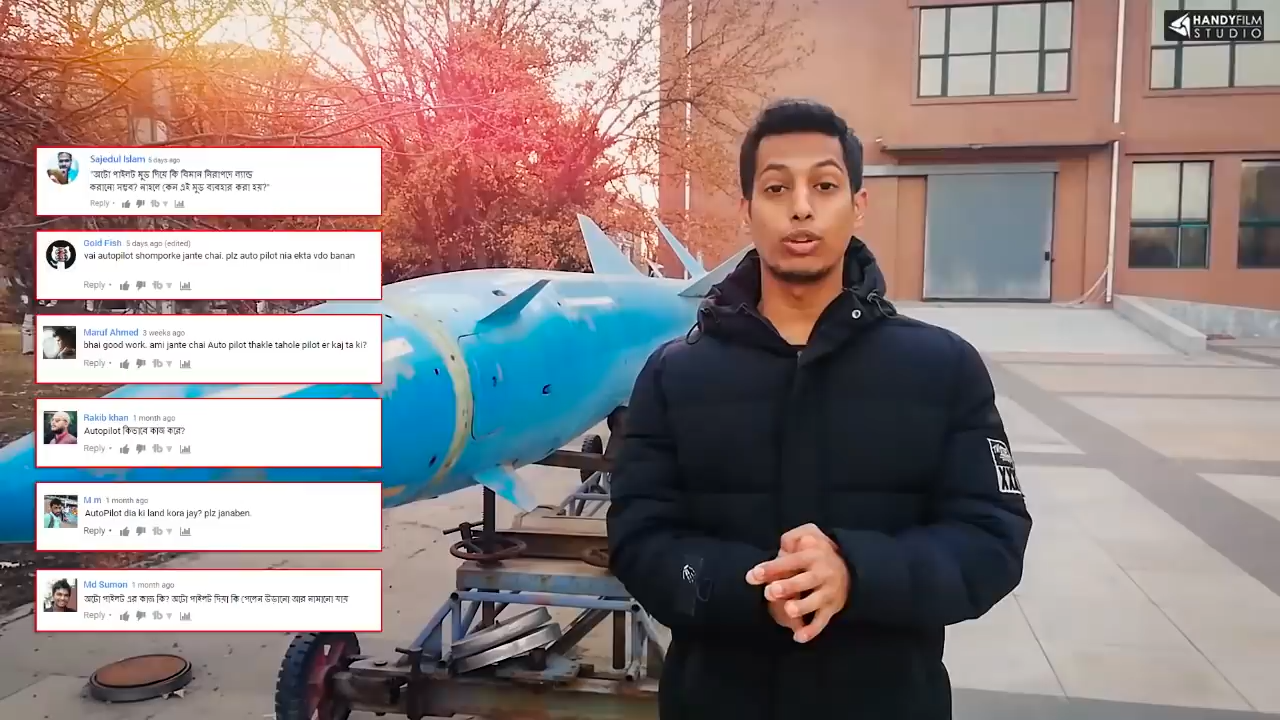 HANDYFILM
STUDIO
Sajedul Islam 5 days ago
"অটো পাইলট মুড দিয়ে কি বিমান নিরাপদে ল্যান্ড
করানো সম্ভব? নাহলে কেন এই মুড ব্যবহার করা হয়?"
Reply •
Gold Fish 5 days ago (edited)
vai autopilot shomporke jante chai. plz auto pilot nia ekta vdo banan
Reply •
Maruf Ahmed 3 weeks ago
bhai good work. ami jante chai Auto pilot thakle tahole pilot er kaj ta ki?
Reply •
Rakib khan 1 month ago
Autopilot কিভাবে কাজ করে?
Reply •
M m 1 month ago
AutoPilot dia ki land kora jay? plz janaben.
Reply •
Md Sumon 1 month ago
অটো পাইলট এর কাজ কি? অটো পাইলট দিয়া কি প্লেন উডানো আর নামানো যায়
Reply •
XX